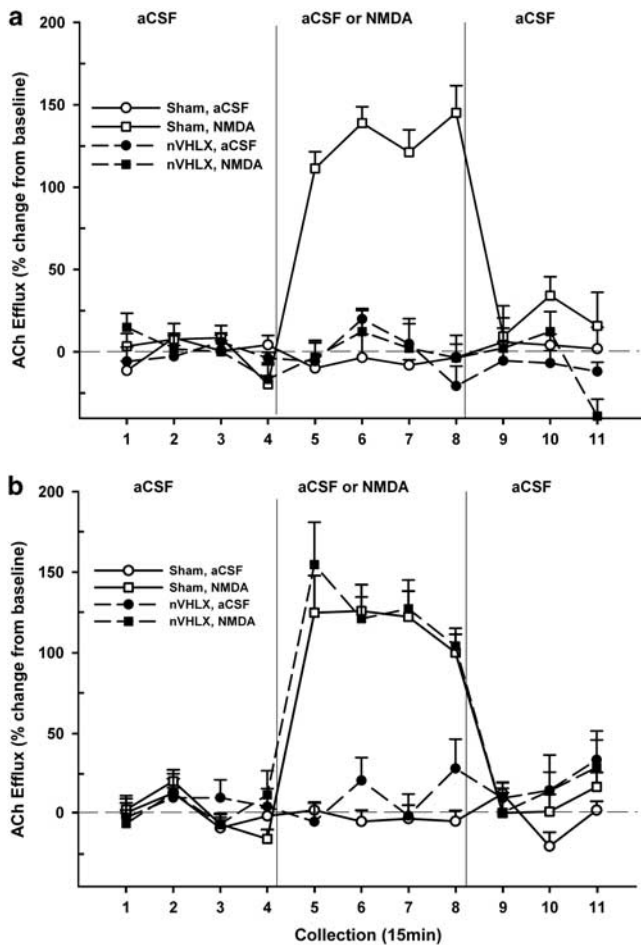 a
aCSF aCSF or NMDA aCSF
200
150
100
50
0
ACh Efflux (% change from baseline)
Sham, aCSF
Sham, NMDA
nVHLX, aCSF
nVHLX, NMDA
1 2 3 4 5 6 7 8 9 10 11
b
aCSF aCSF or NMDA aCSF
200
150
100
50
0
ACh Efflux (% change from baseline)
Sham, aCSF
Sham, NMDA
nVHLX, aCSF
nVHLX, NMDA
1 2 3 4 5 6 7 8 9 10 11
Collection (15min)